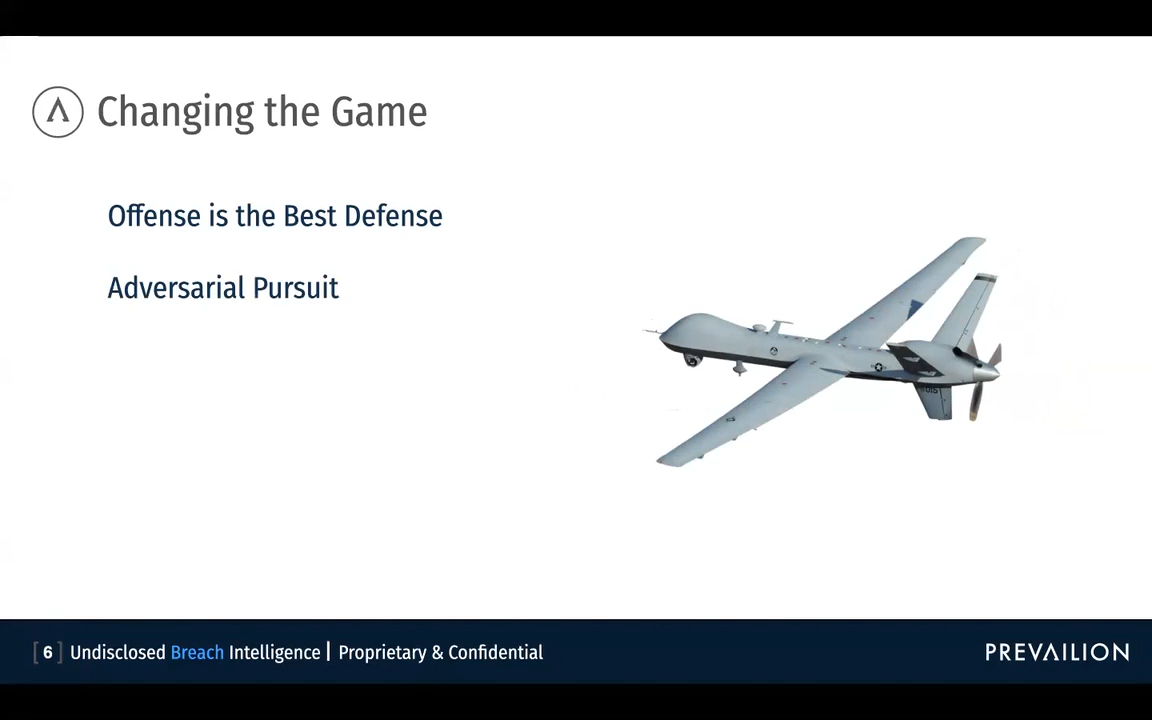 Changing the Game
Offense is the Best Defense
Adversarial Pursuit
[ 6 ] Undisclosed Breach Intelligence | Proprietary & Confidential
PREVAILION